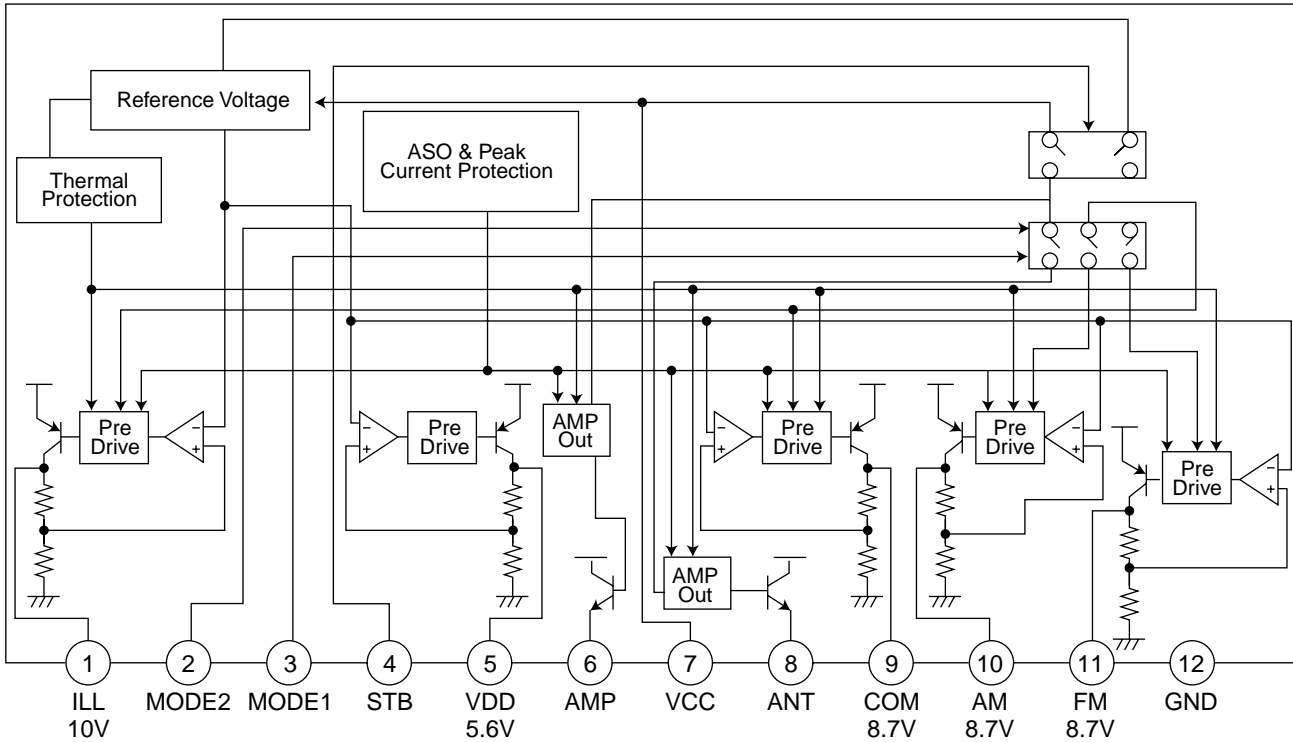 Reference Voltage
ASO & Peak
Current Protection
Thermal
Protection
Pre
Drive
−
+
−
+
Pre
Drive
AMP
Out
−
+
Pre
Drive
Pre
Drive
−
+
Pre
Drive
−
+
AMP
Out
1
2
3
4
5
6
7
8
9
10
11
12
ILL
10V
MODE2
MODE1
STB
VDD
5.6V
AMP
VCC
ANT
COM
8.7V
AM
8.7V
FM
8.7V
GND